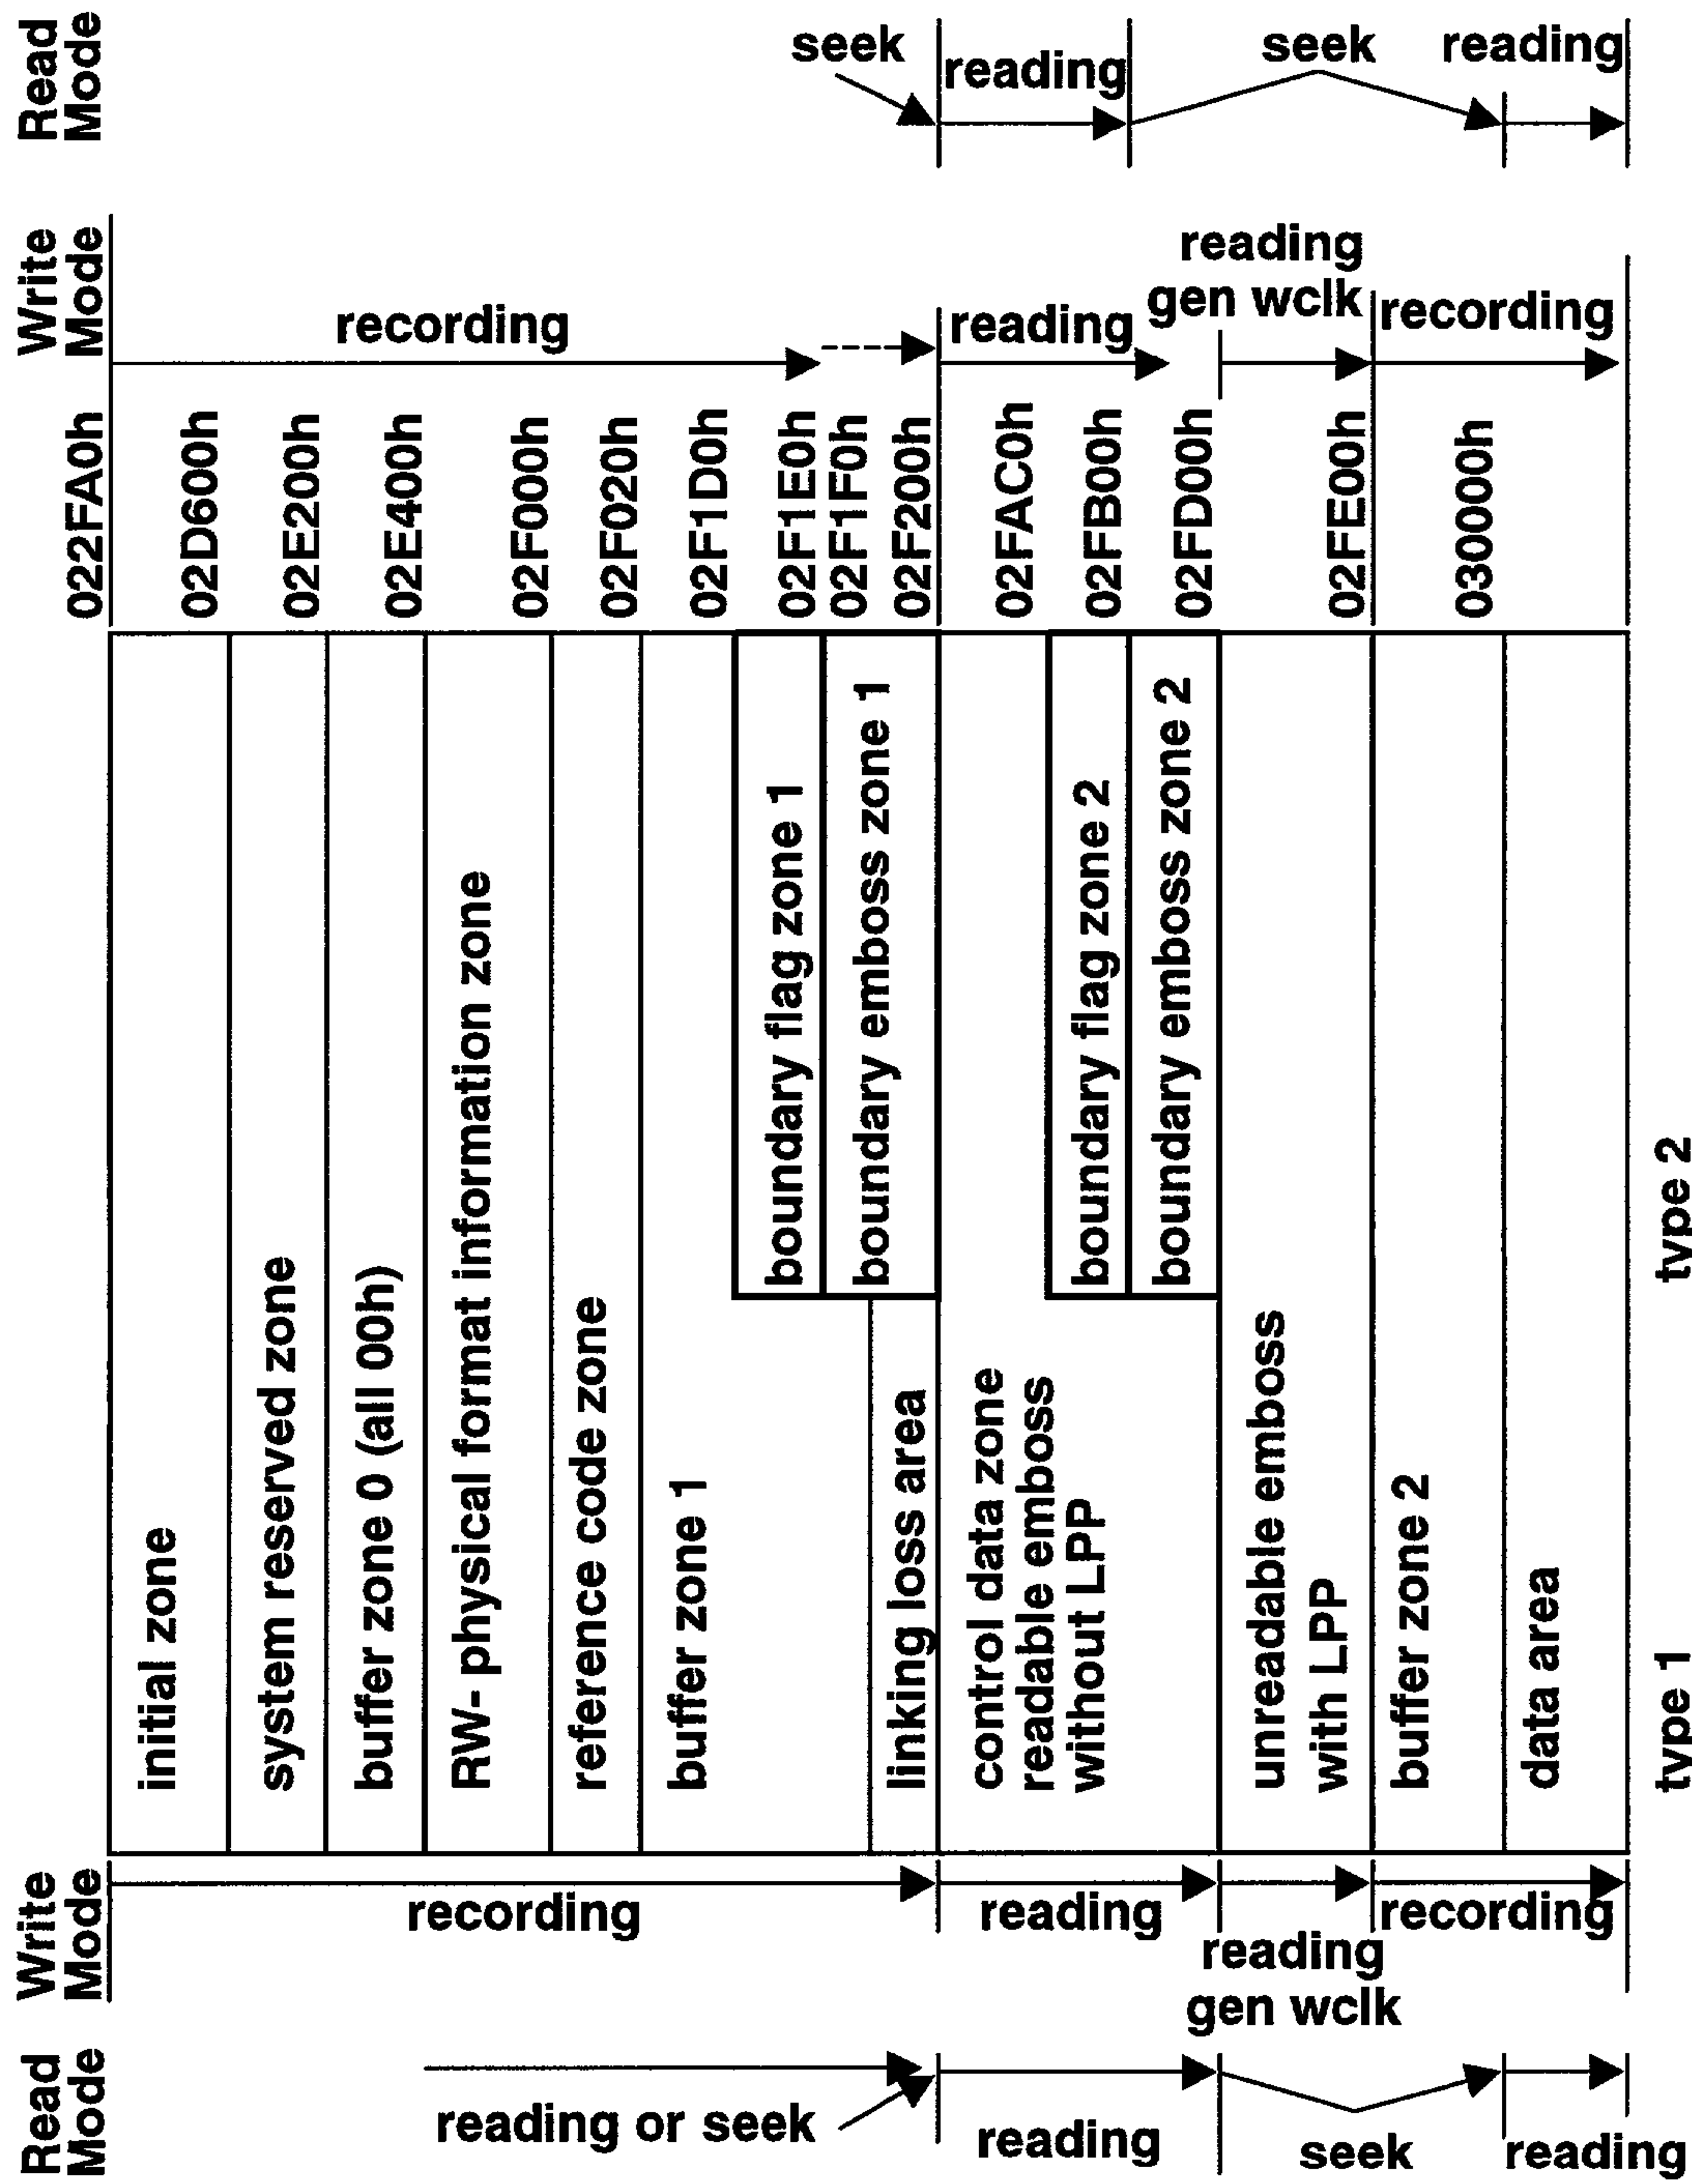 Read
Mode
seek
reading
seek
reading
Write
Mode
recording
reading
reading
gen wclk
recording
022FA0h
02D600h
02E200h
02E400h
02F000h
02F020h
02F1D0h
02F1E0h
02F1F0h
02F200h
02FAC0h
02FB00h
02FD00h
02FE00h
030000h
initial zone
system reserved zone
buffer zone 0 (all 00h)
RW- physical format information zone
reference code zone
buffer zone 1
boundary flag zone 1
boundary emboss zone 1
linking loss area
control data zone
readable emboss
without LPP
boundary flag zone 2
boundary emboss zone 2
unreadable emboss
with LPP
buffer zone 2
data area
type 1
type 2
Write
Mode
recording
reading
reading
gen wclk
recording
Read
Mode
reading or seek
reading
seek
reading